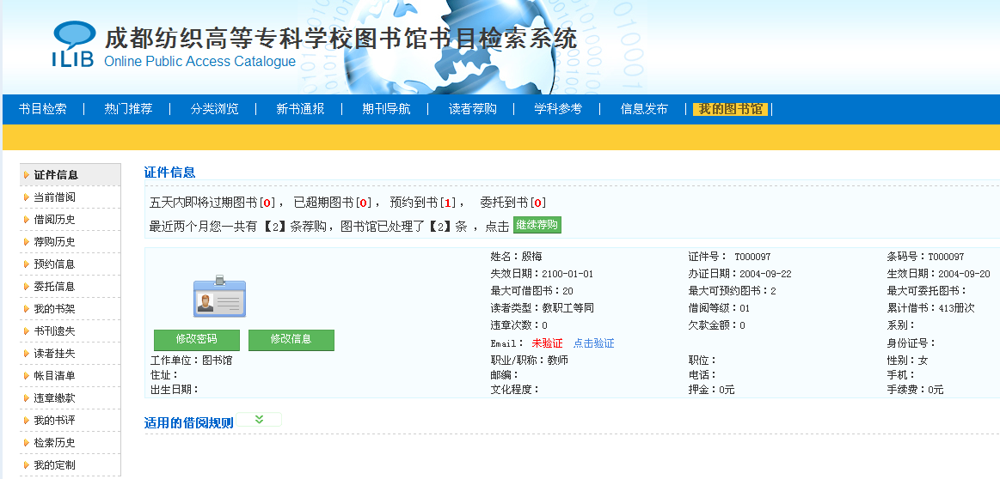 ILIB
成都纺织高等专科学校图书馆书目检索系统
Online Public Access Catalogue
书目检索 热门推荐 分类浏览 新书通报 期刊导航 读者荐购 学科参考 信息发布 我的图书馆
证件信息
当前借阅
借阅历史
荐购历史
预约信息
委托信息
我的书架
书刊遗失
读者挂失
帐目清单
违章缴款
我的书评
检索历史
我的定制
证件信息
五天内即将过期图书[0]， 已超期图书[0]， 预约到书[1]， 委托到书[0]
最近两个月您一共有【2】条荐购，图书馆已处理了【2】条 ，点击 继续荐购
姓名：殷梅 证件号： T000097 条码号：T000097
失效日期：2100-01-01 办证日期：2004-09-22 生效日期：2004-09-20
最大可借图书：20 最大可预约图书：2 最大可委托图书：
读者类型：教职工等同 借阅等级：01 累计借书：413册次
违章次数：0 欠款金额：0 系别：
修改密码 修改信息
Email： 未验证 点击验证 身份证号：
工作单位：图书馆 职业/职称：教师 职位： 性别：女
住址： 邮编： 电话： 手机：
出生日期： 文化程度： 押金：0元 手续费：0元
适用的借阅规则